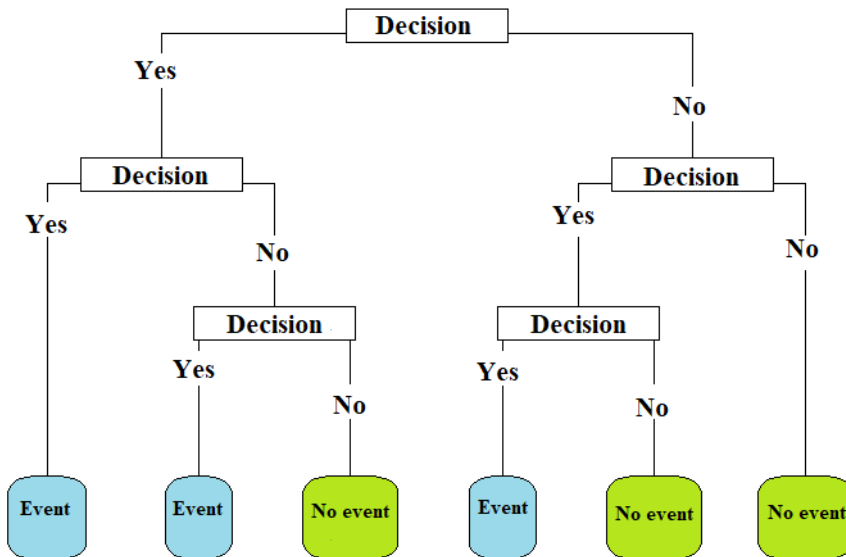 Decision
Yes
No
Decision
Decision
Yes
No
Yes
No
Decision
Decision
Yes
No
Yes
No
Event
Event
No event
Event
No event
No event